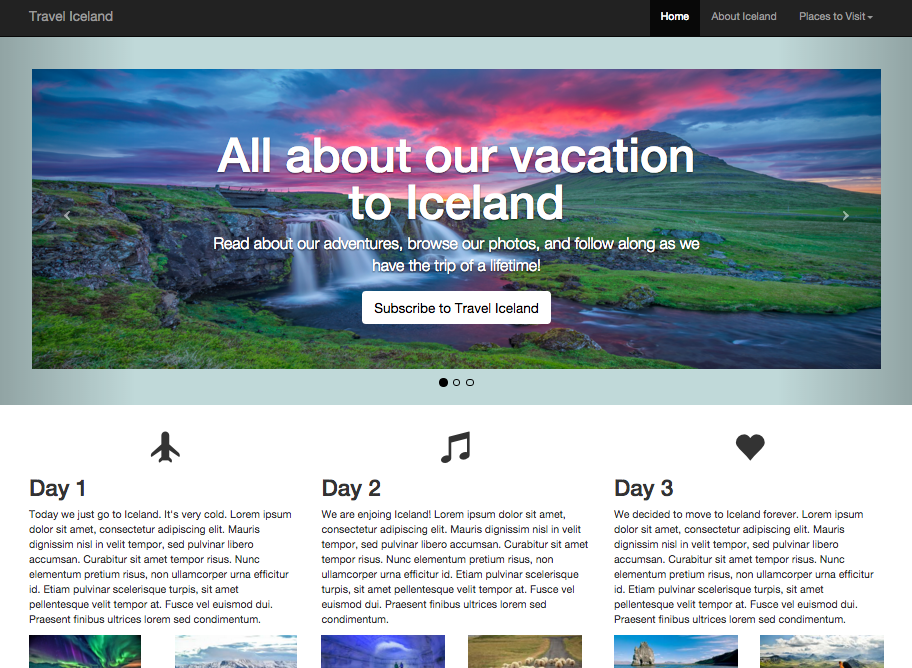 Travel Iceland
Home
About Iceland
Places to Visit
All about our vacation
to Iceland
Read about our adventures, browse our photos, and follow along as we
have the trip of a lifetime!
Subscribe to Travel Iceland
Day 1
Today we just go to Iceland. It's very cold. Lorem ipsum
dolor sit amet, consectetur adipiscing elit. Mauris
dignissim nisl in velit tempor, sed pulvinar libero
accumsan. Curabitur sit amet tempor risus. Nunc
elementum pretium risus, non ullamcorper urna efficitur
id. Etiam pulvinar scelerisque turpis, sit amet
pellentesque velit tempor at. Fusce vel euismod dui.
Praesent finibus ultrices lorem sed condimentum.
Day 2
We are enjoing Iceland! Lorem ipsum dolor sit amet,
consectetur adipiscing elit. Mauris dignissim nisl in velit
tempor, sed pulvinar libero accumsan. Curabitur sit amet
tempor risus. Nunc elementum pretium risus, non
ullamcorper urna efficitur id. Etiam pulvinar scelerisque
turpis, sit amet pellentesque velit tempor at. Fusce vel
euismod dui. Praesent finibus ultrices lorem sed
condimentum.
Day 3
We decided to move to Iceland forever. Lorem ipsum
dolor sit amet, consectetur adipiscing elit. Mauris
dignissim nisl in velit tempor, sed pulvinar libero
accumsan. Curabitur sit amet tempor risus. Nunc
elementum pretium risus, non ullamcorper urna efficitur
id. Etiam pulvinar scelerisque turpis, sit amet
pellentesque velit tempor at. Fusce vel euismod dui.
Praesent finibus ultrices lorem sed condimentum.